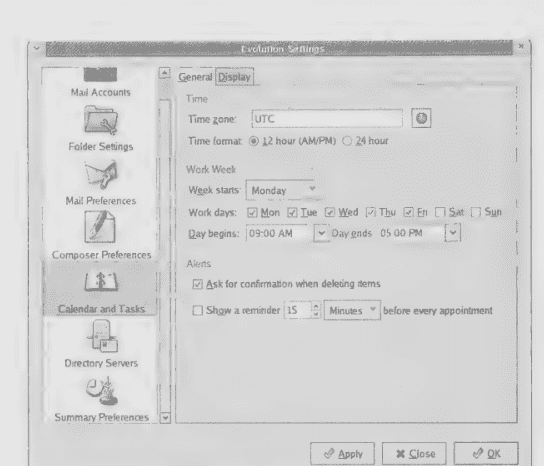 Evolution Settings
Mail Accounts
Folder Settings
Mail Preferences
Composer Preferences
Calendar and Tasks
Directory Servers
Summary Preferences
General Display
Time
Time zone: UTC
Time format: 12 hour (AM/PM) 24 hour
Work Week
Week starts: Monday
Work days: Mon Tue Wed Thu Fri Sat Sun
Day begins: 09:00 AM Day ends 05:00 PM
Alerts
Ask for confirmation when deleting items
Show a reminder 15 Minutes before every appointment
Apply Close OK